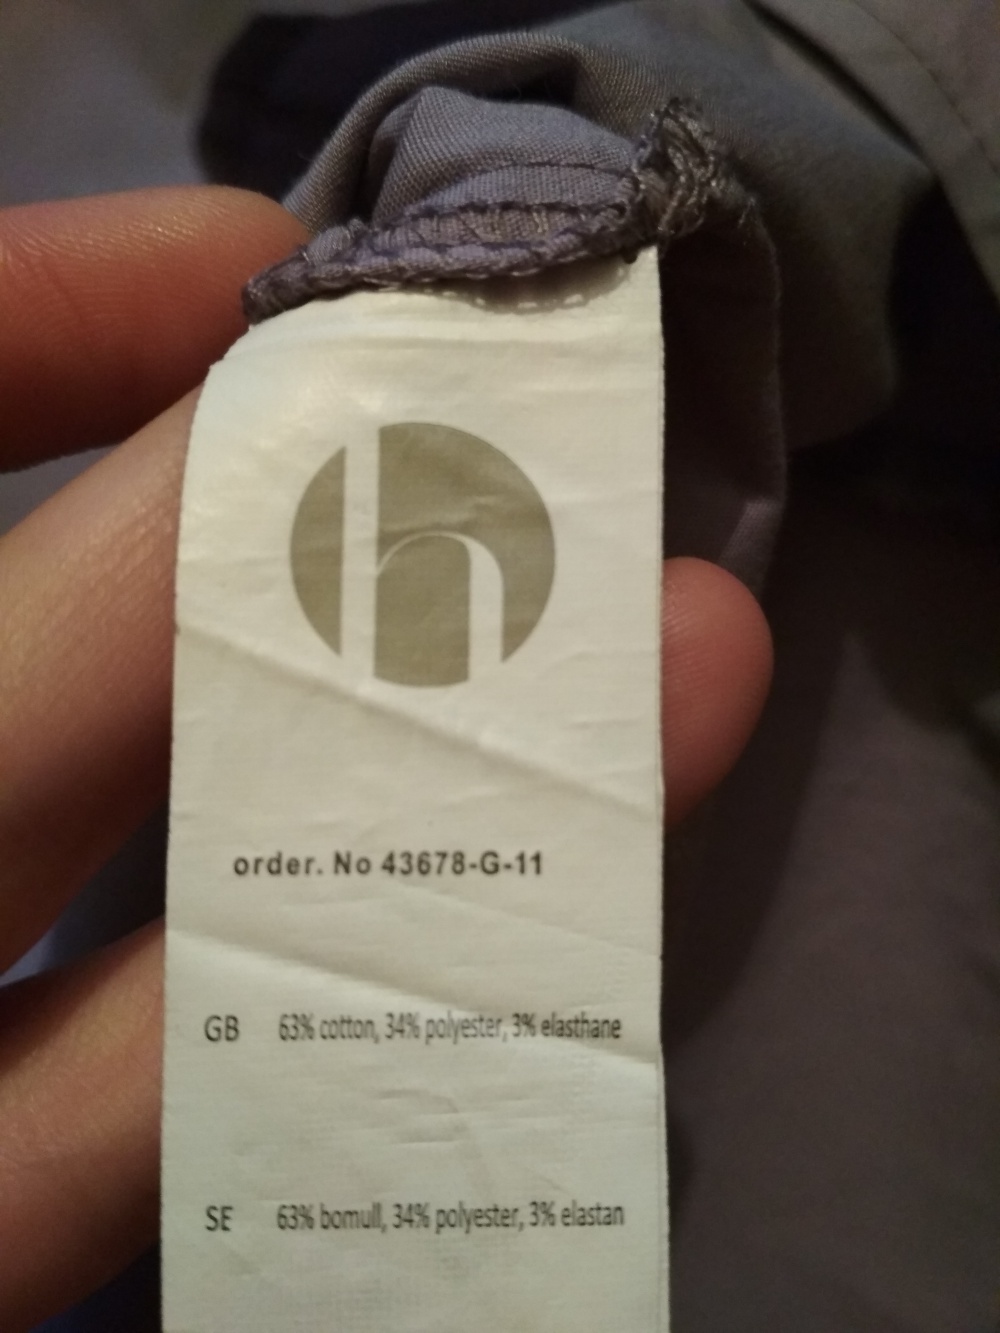 h
order. No 43678-G-11
GB 63% cotton, 34% polyester, 3% elasthane
SE 63% bomull, 34% polyester, 3% elastan